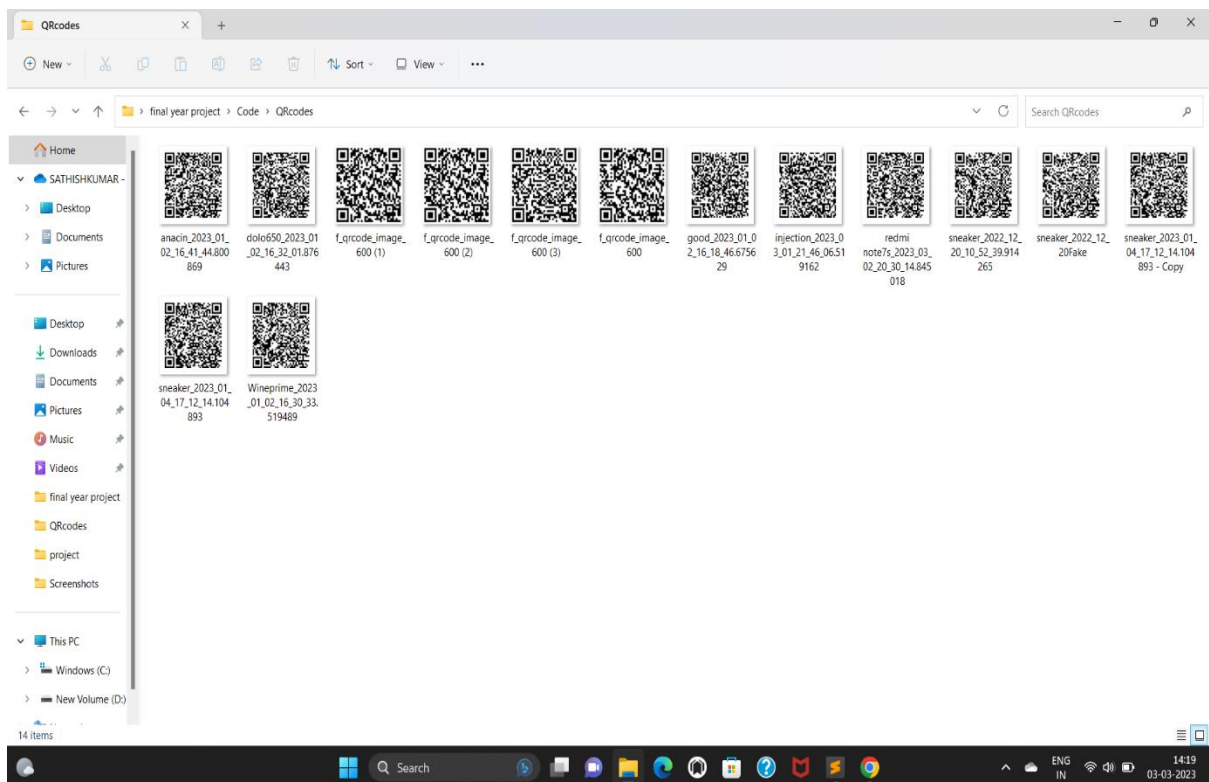 QRcodes
New
Sort
View
final year project > Code > QRcodes
Search QRcodes
Home
SATHISHKUMAR -
Desktop
Documents
Pictures
Desktop
Downloads
Documents
Pictures
Music
Videos
final year project
QRcodes
project
Screenshots
This PC
Windows (C:)
New Volume (D:)
anacin_2023_01_
02_16_41_44.800
869
dolo650_2023_01
_02_16_32_01.876
443
f_qrcode_image_
600 (1)
f_qrcode_image_
600 (2)
f_qrcode_image_
600 (3)
f_qrcode_image_
600
good_2023_01_0
2_16_18_46.6756
29
injection_2023_0
3_01_21_46_06.51
9162
redmi
note7s_2023_03_
02_20_30_14.845
018
sneaker_2022_12_
20_10_52_39.914
265
sneaker_2022_12_
20Fake
sneaker_2023_01_
04_17_12_14.104
893 - Copy
sneaker_2023_01_
04_17_12_14.104
893
Wineprime_2023
_01_02_16_30_33.
519489
14 items
Search
ENG
IN
14:19
03-03-2023